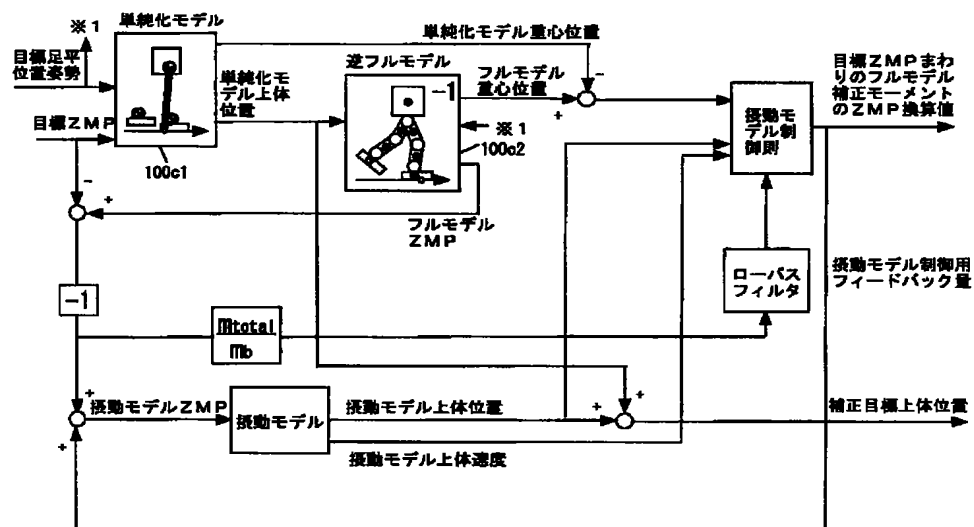 ※１
単純化モデル
目標足平
位置姿勢
目標ＺＭＰ
100c1
単純化モデル重心位置
単純化モ
デル上体
位置
逆フルモデル
-1
※１
100c2
フルモデル
重心位置
フルモデル
ＺＭＰ
摂動モ
デル制
御則
目標ＺＭＰまわ
りのフルモデル
補正モーメント
のＺＭＰ換算値
ローパス
フィルタ
摂動モデル制御用
フィードバック量
-1
mtotal
mb
摂動モデルＺＭＰ
摂動モデル
摂動モデル上体位置
摂動モデル上体速度
補正目標上体位置
-
+
-
+
+
+
+
+